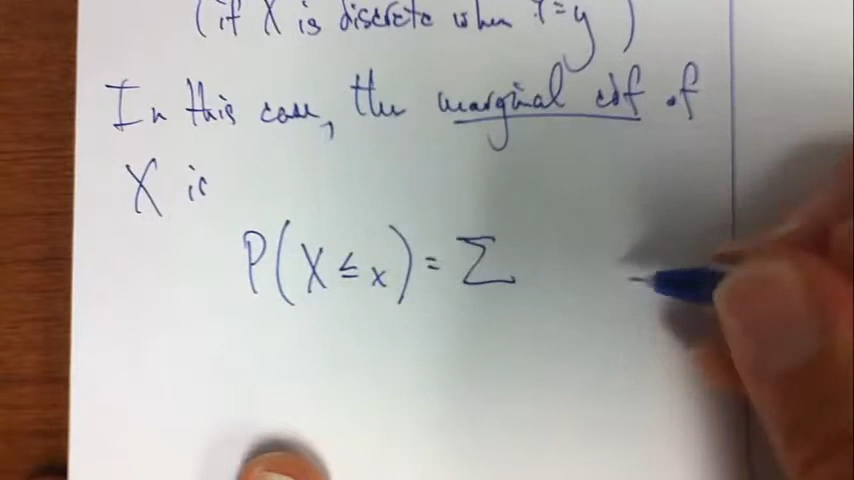 (if X is discrete when Y=y)
In this case, the marginal cdf of
X is
P(X ≤ x) = Σ